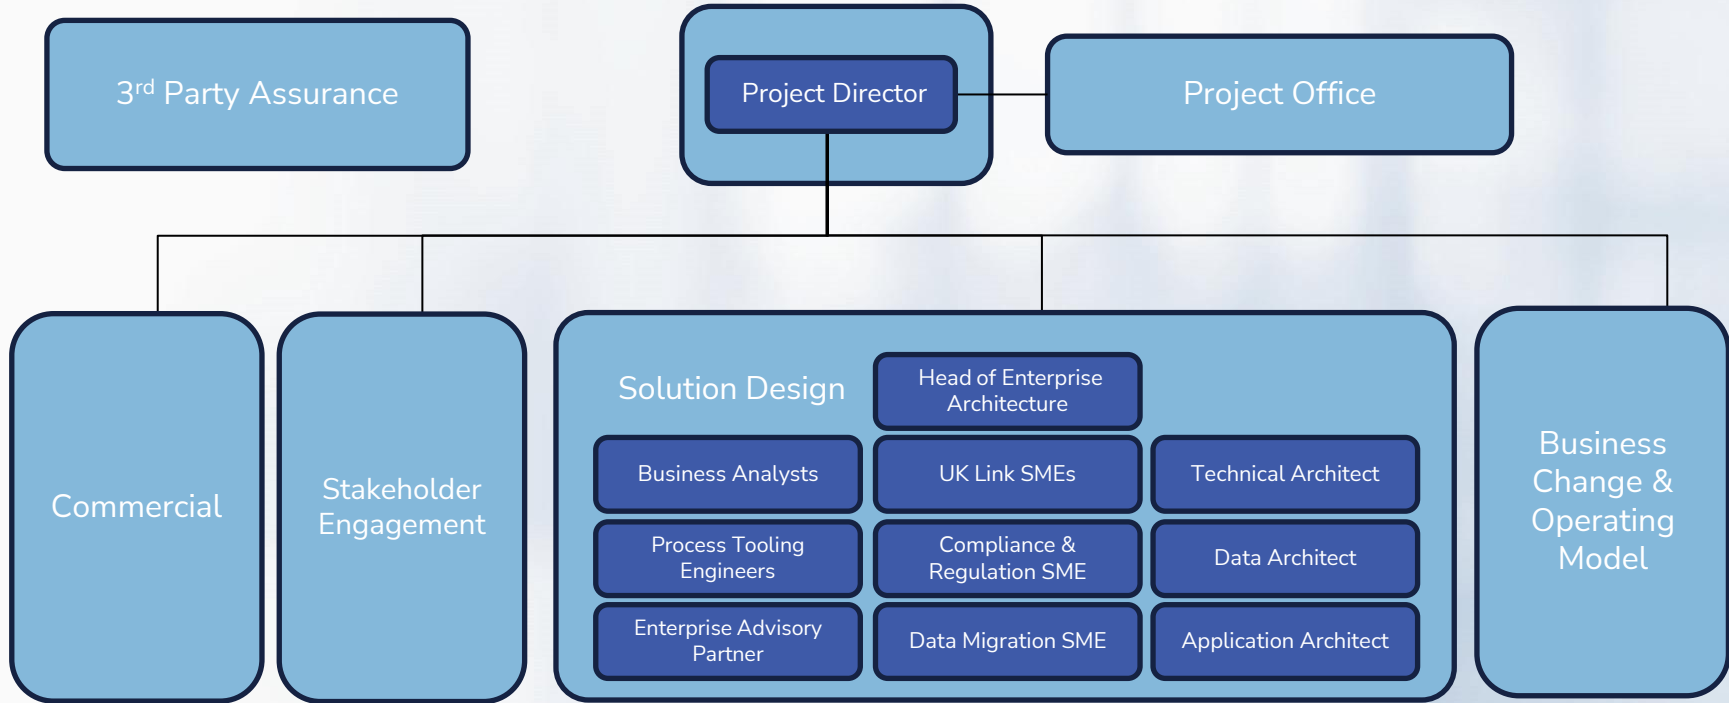 3rd Party Assurance
Project Director
Project Office
Commercial
Stakeholder
Engagement
Solution Design
Head of Enterprise
Architecture
Business Analysts
UK Link SMEs
Technical Architect
Process Tooling
Engineers
Compliance &
Regulation SME
Data Architect
Enterprise Advisory
Partner
Data Migration SME
Application Architect
Business
Change &
Operating
Model